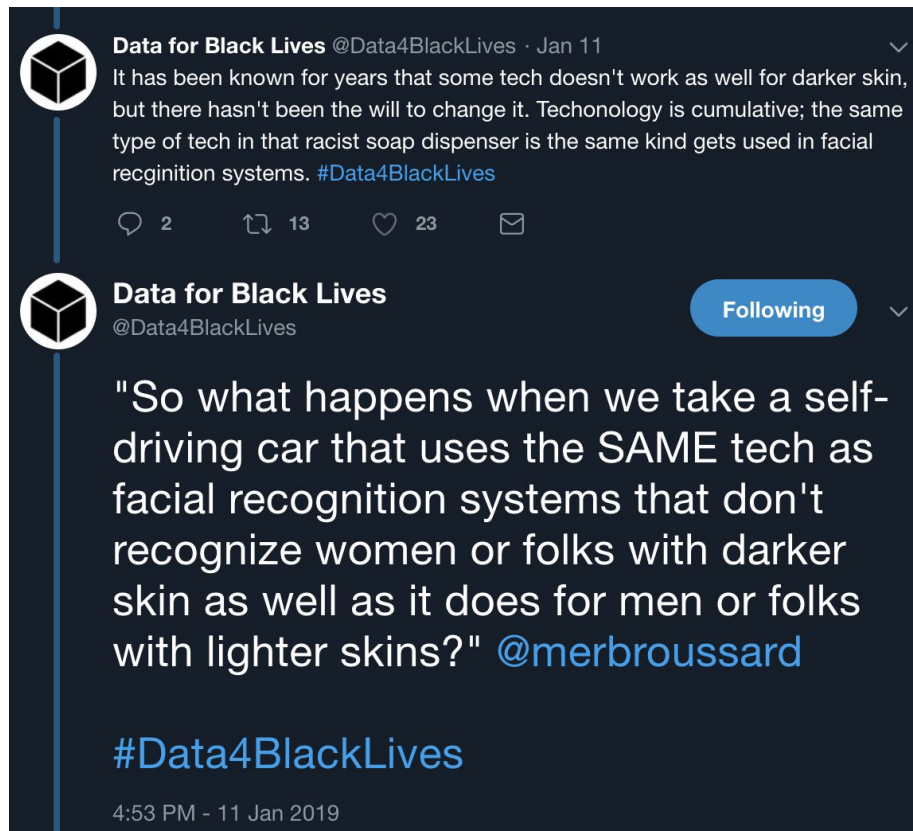 Data for Black Lives @Data4BlackLives · Jan 11
It has been known for years that some tech doesn't work as well for darker skin,
but there hasn't been the will to change it. Techonology is cumulative; the same
type of tech in that racist soap dispenser is the same kind gets used in facial
recginition systems. #Data4BlackLives
2 13 23
Data for Black Lives
@Data4BlackLives
Following
"So what happens when we take a self-
driving car that uses the SAME tech as
facial recognition systems that don't
recognize women or folks with darker
skin as well as it does for men or folks
with lighter skins?" @merbroussard
#Data4BlackLives
4:53 PM - 11 Jan 2019